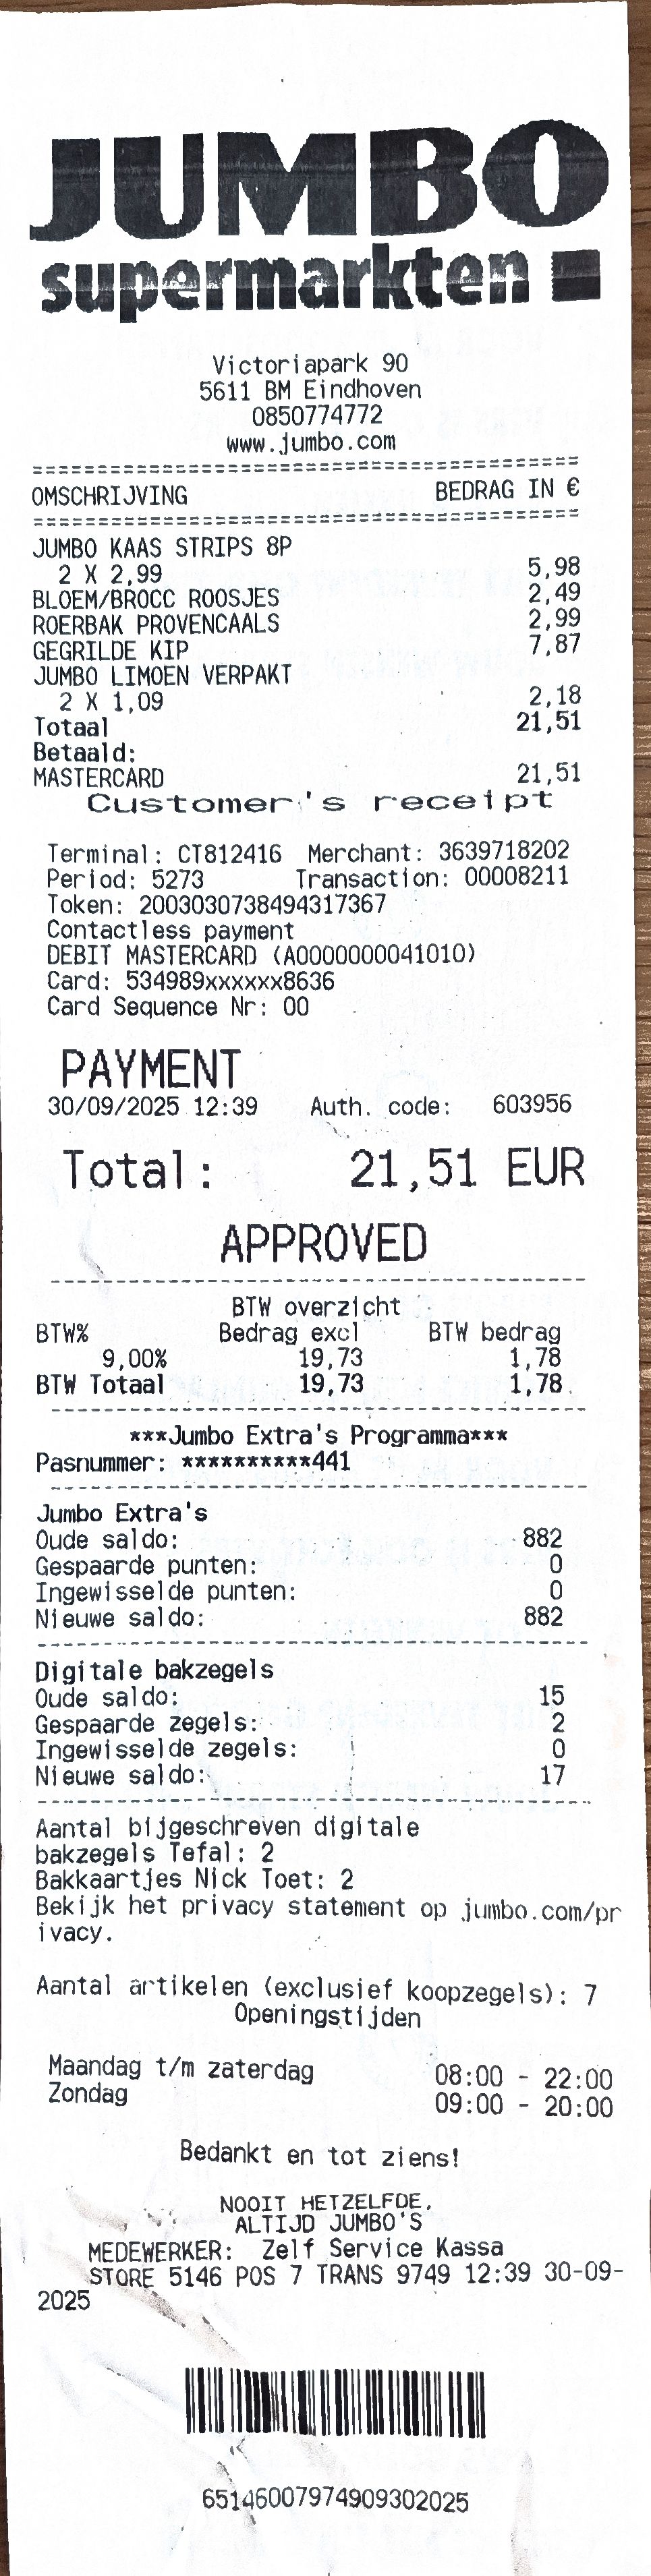 JUMBO
supermarkten
Victoriapark 90
5611 BM Eindhoven
0850774772
www.jumbo.com
==========================================
OMSCHRIJVING BEDRAG IN €
==========================================
JUMBO KAAS STRIPS 8P
2 X 2,99 5,98
BLOEM/BROCC ROOSJES 2,49
ROERBAK PROVENCAALS 2,99
GEGRILDE KIP 7,87
JUMBO LIMOEN VERPAKT
2 X 1,09 2,18
Totaal 21,51
Betaald:
MASTERCARD 21,51
Customer's receipt
Terminal: CT812416 Merchant: 3639718202
Period: 5273 Transaction: 00008211
Token: 2003030738494317367
Contactless payment
DEBIT MASTERCARD (A0000000041010)
Card: 534989xxxxxx8636
Card Sequence Nr: 00
PAYMENT
30/09/2025 12:39 Auth. code: 603956
Total: 21,51 EUR
APPROVED
------------------------------------------
BTW overzicht
BTW% Bedrag excl BTW bedrag
9,00% 19,73 1,78
BTW Totaal 19,73 1,78
------------------------------------------
***Jumbo Extra's Programma***
Pasnummer: **********441
------------------------------------------
Jumbo Extra's
Oude saldo: 882
Gespaarde punten: 0
Ingewisselde punten: 0
Nieuwe saldo: 882
------------------------------------------
Digitale bakzegels
Oude saldo: 15
Gespaarde zegels: 2
Ingewisselde zegels: 0
Nieuwe saldo: 17
------------------------------------------
Aantal bijgeschreven digitale
bakzegels Tefal: 2
Bakkaartjes Nick Toet: 2
Bekijk het privacy statement op jumbo.com/pr
ivacy.
Aantal artikelen (exclusief koopzegels): 7
Openingstijden
Maandag t/m zaterdag 08:00 - 22:00
Zondag 09:00 - 20:00
Bedankt en tot ziens!
NOOIT HETZELFDE,
ALTIJD JUMBO'S
MEDEWERKER: Zelf Service Kassa
STORE 5146 POS 7 TRANS 9749 12:39 30-09-
2025
65146007974909302025